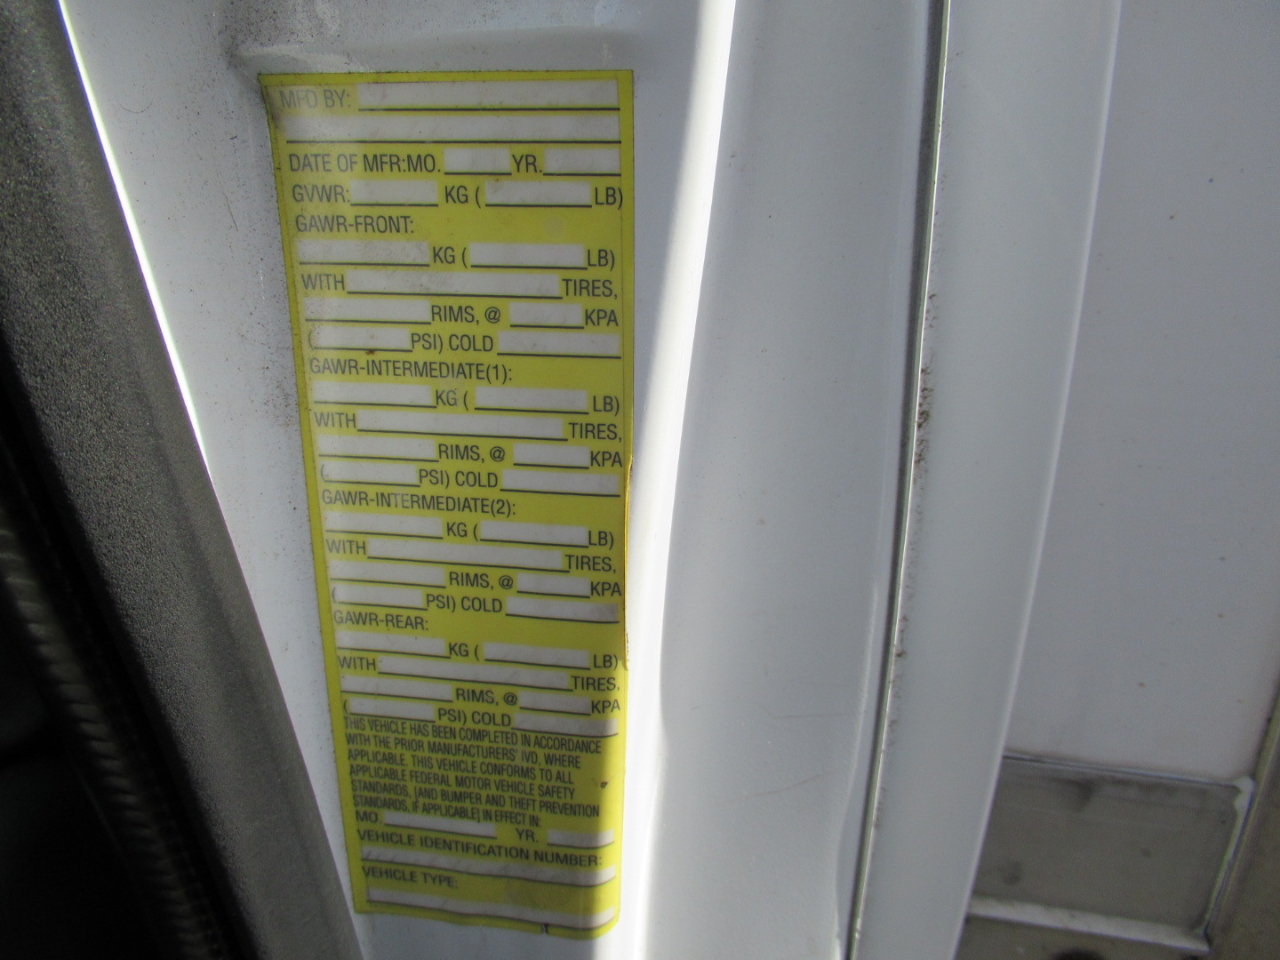 MFD BY:
DATE OF MFR:MO. YR.
GVWR: KG ( LB)
GAWR-FRONT:
KG ( LB)
WITH TIRES,
RIMS, @ KPA
( PSI) COLD
GAWR-INTERMEDIATE(1):
KG ( LB)
WITH TIRES,
RIMS, @ KPA
( PSI) COLD
GAWR-INTERMEDIATE(2):
KG ( LB)
WITH TIRES,
RIMS, @ KPA
( PSI) COLD
GAWR-REAR:
KG ( LB)
WITH TIRES,
RIMS, @ KPA
( PSI) COLD
THIS VEHICLE HAS BEEN COMPLETED IN ACCORDANCE
WITH THE PRIOR MANUFACTURERS' IVD, WHERE
APPLICABLE. THIS VEHICLE CONFORMS TO ALL
APPLICABLE FEDERAL MOTOR VEHICLE SAFETY
STANDARDS, [AND BUMPER AND THEFT PREVENTION
STANDARDS, IF APPLICABLE] IN EFFECT IN:
MO. YR.
VEHICLE IDENTIFICATION NUMBER:
VEHICLE TYPE: